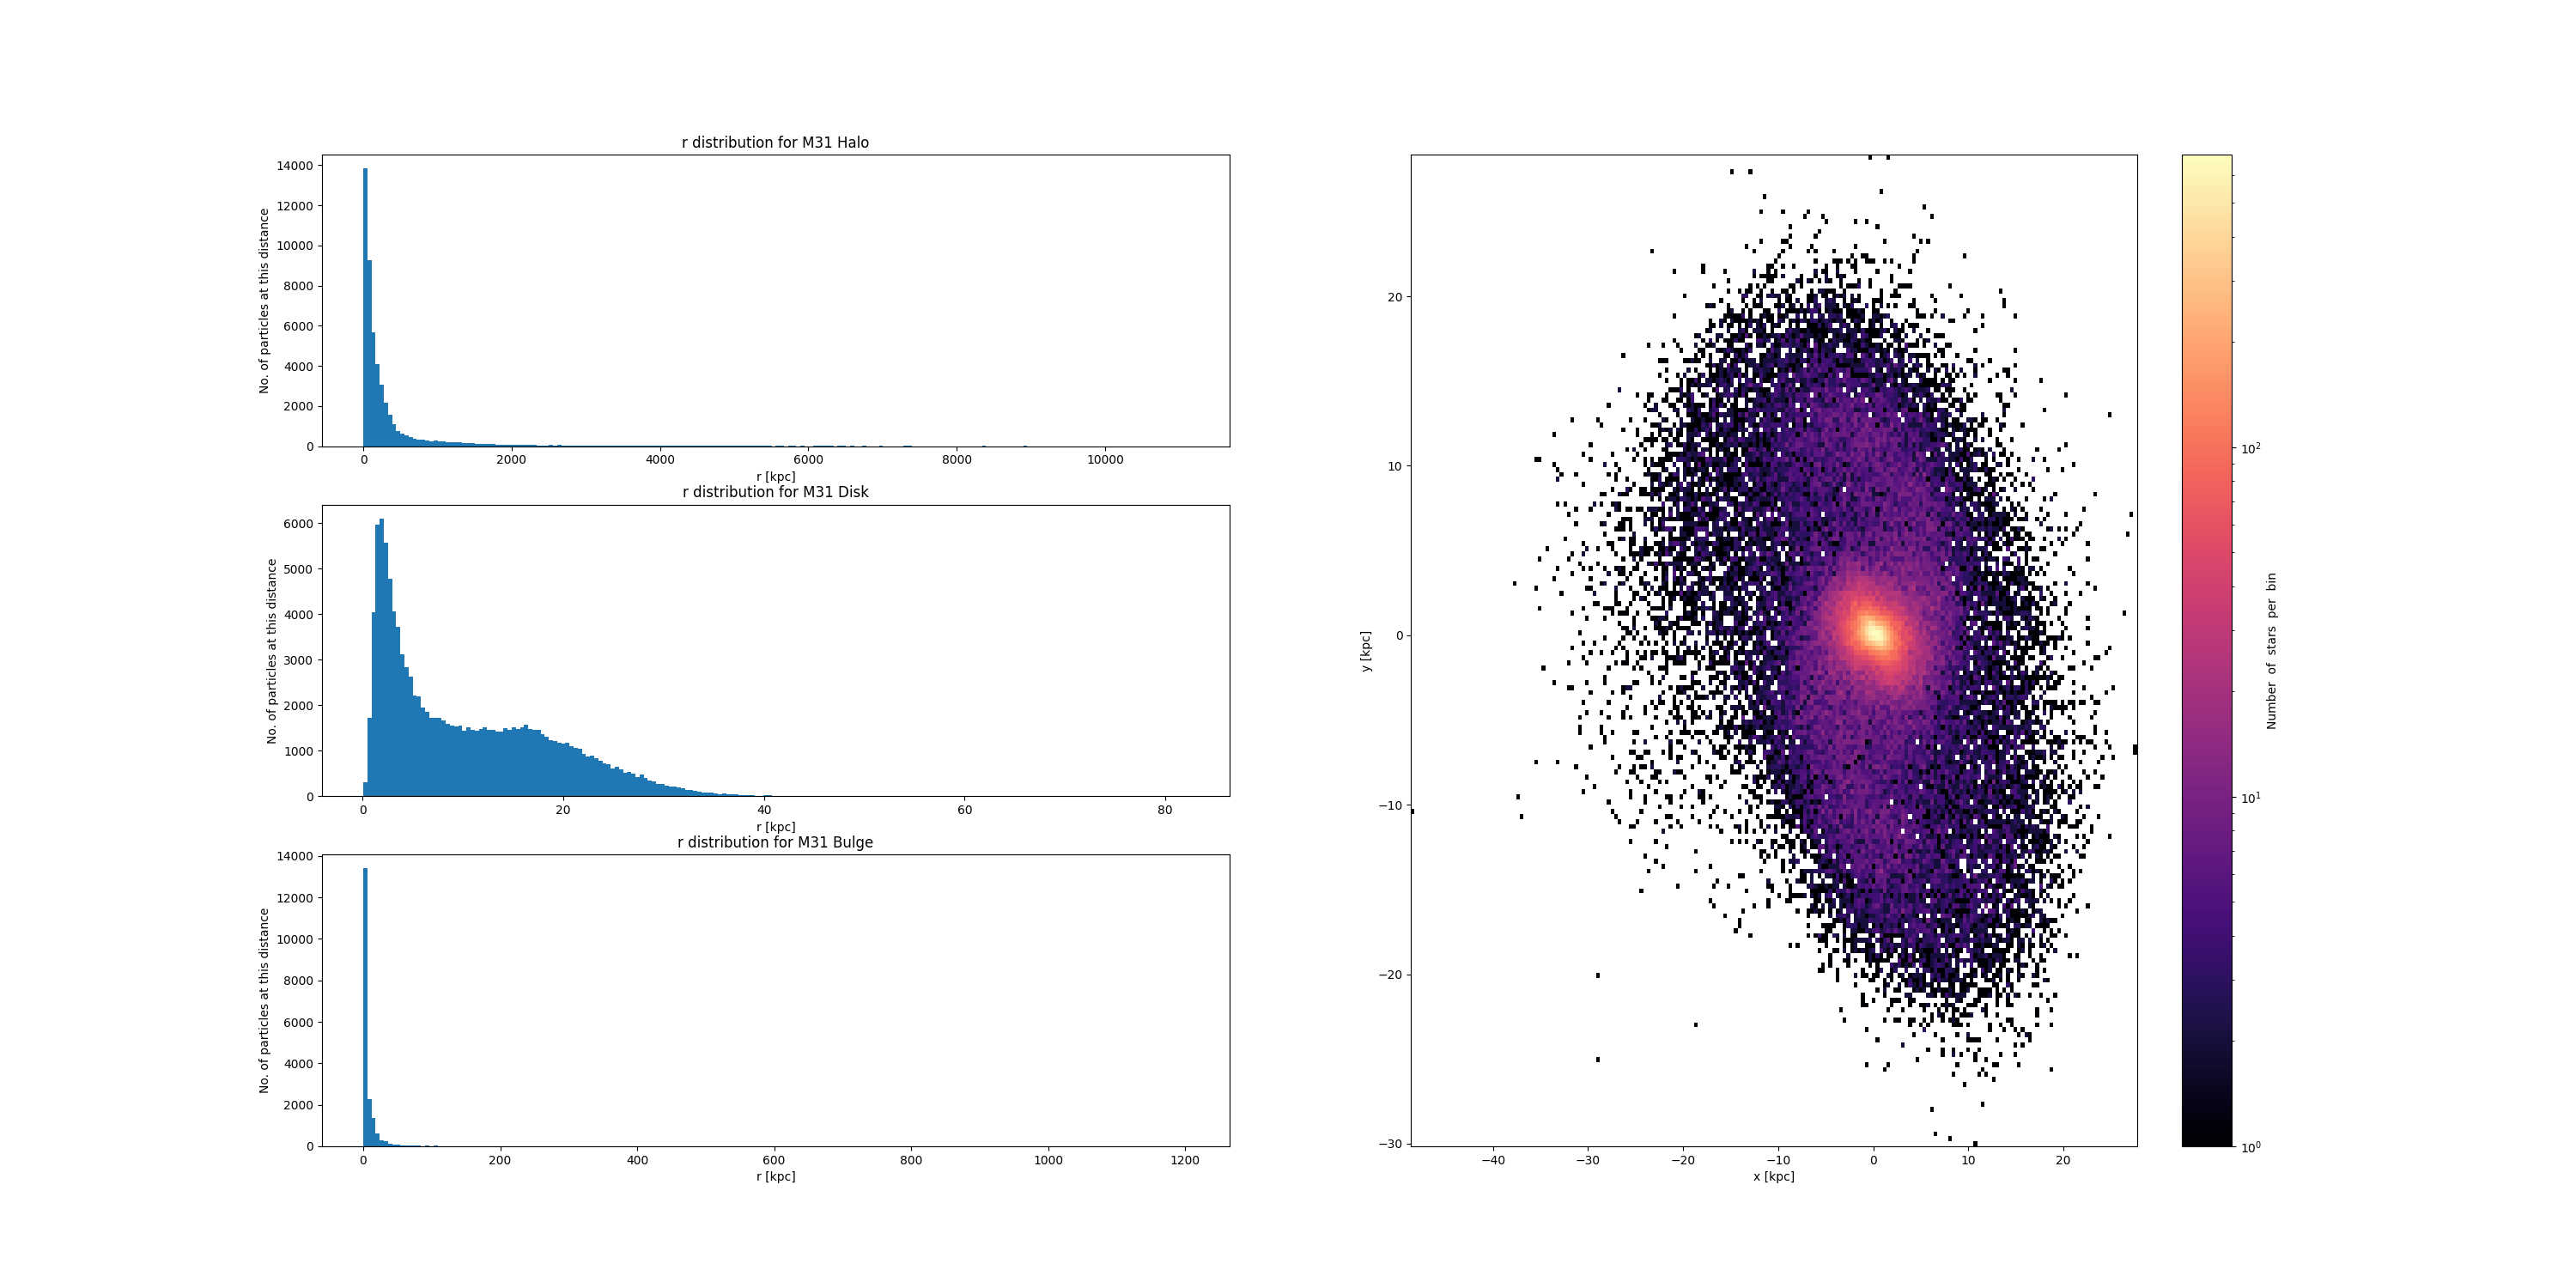 r distribution for M31 Halo
No. of particles at this distance
14000
12000
10000
8000
6000
4000
2000
0
0 2000 4000 6000 8000 10000
r [kpc]
r distribution for M31 Disk
No. of particles at this distance
6000
5000
4000
3000
2000
1000
0
0 20 40 60 80
r [kpc]
r distribution for M31 Bulge
No. of particles at this distance
14000
12000
10000
8000
6000
4000
2000
0
0 200 400 600 800 1000 1200
r [kpc]
y [kpc]
20
10
0
−10
−20
−30
−40 −30 −20 −10 0 10 20
x [kpc]
10²
10¹
10⁰
Number of stars per bin